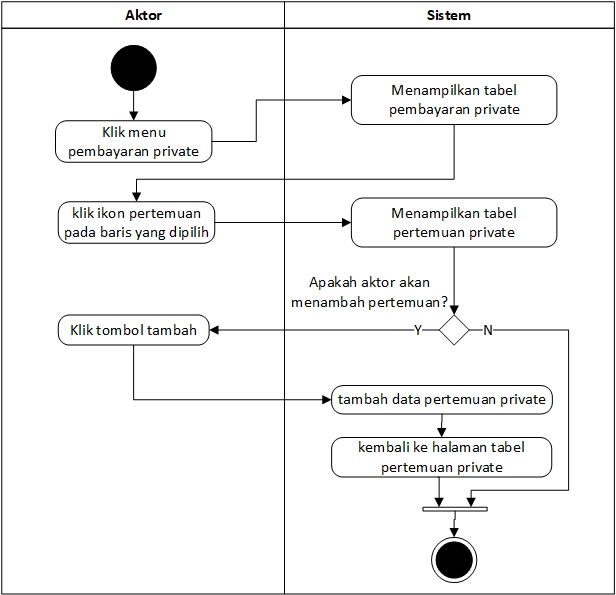 Aktor
Sistem
Menampilkan tabel
pembayaran private
Klik menu
pembayaran private
klik ikon pertemuan
pada baris yang dipilih
Menampilkan tabel
pertemuan private
Apakah aktor akan
menambah pertemuan?
Klik tombol tambah
Y
N
tambah data pertemuan private
kembali ke halaman tabel
pertemuan private